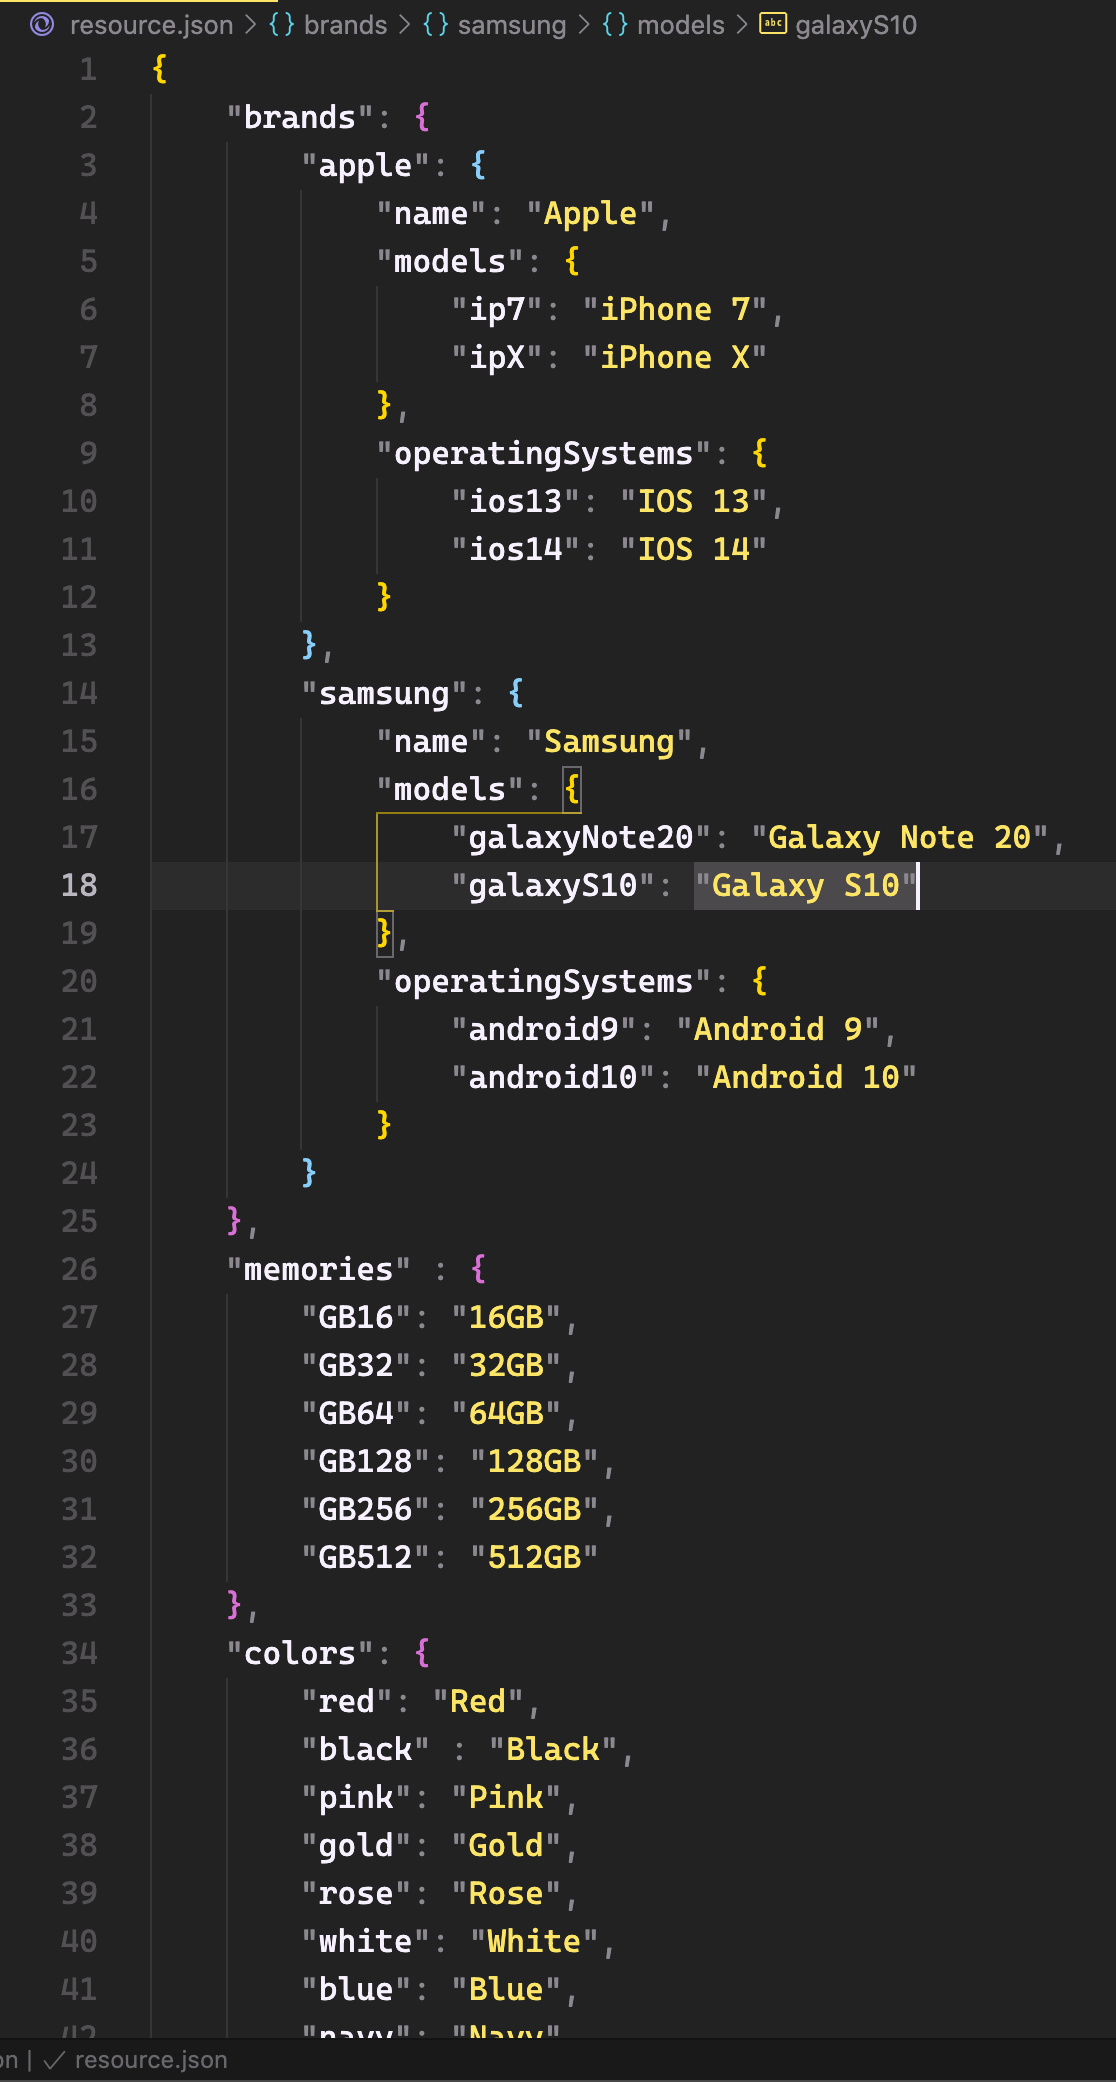 resource.json > {} brands > {} samsung > {} models > abc galaxyS10
1 {
2 "brands": {
3 "apple": {
4 "name": "Apple",
5 "models": {
6 "ip7": "iPhone 7",
7 "ipX": "iPhone X"
8 },
9 "operatingSystems": {
10 "ios13": "IOS 13",
11 "ios14": "IOS 14"
12 }
13 },
14 "samsung": {
15 "name": "Samsung",
16 "models": {
17 "galaxyNote20": "Galaxy Note 20",
18 "galaxyS10": "Galaxy S10"
19 },
20 "operatingSystems": {
21 "android9": "Android 9",
22 "android10": "Android 10"
23 }
24 }
25 },
26 "memories" : {
27 "GB16": "16GB",
28 "GB32": "32GB",
29 "GB64": "64GB",
30 "GB128": "128GB",
31 "GB256": "256GB",
32 "GB512": "512GB"
33 },
34 "colors": {
35 "red": "Red",
36 "black" : "Black",
37 "pink": "Pink",
38 "gold": "Gold",
39 "rose": "Rose",
40 "white": "White",
41 "blue": "Blue",
42 "navy": "Navy"
on | ✓ resource.json